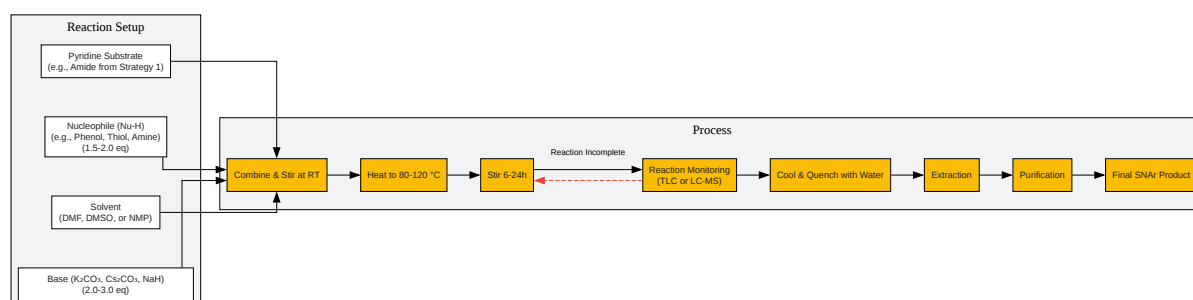 Reaction Setup
Pyridine Substrate
(e.g., Amide from Strategy 1)
Nucleophile (Nu-H)
(e.g., Phenol, Thiol, Amine)
(1.5-2.0 eq)
Solvent
(DMF, DMSO, or NMP)
Base (K₂CO₃, Cs₂CO₃, NaH)
(2.0-3.0 eq)
Process
Combine & Stir at RT
Heat to 80-120 °C
Stir 6-24h
Reaction Incomplete
Reaction Monitoring
(TLC or LC-MS)
Cool & Quench with Water
Extraction
Purification
Final SNAr Product